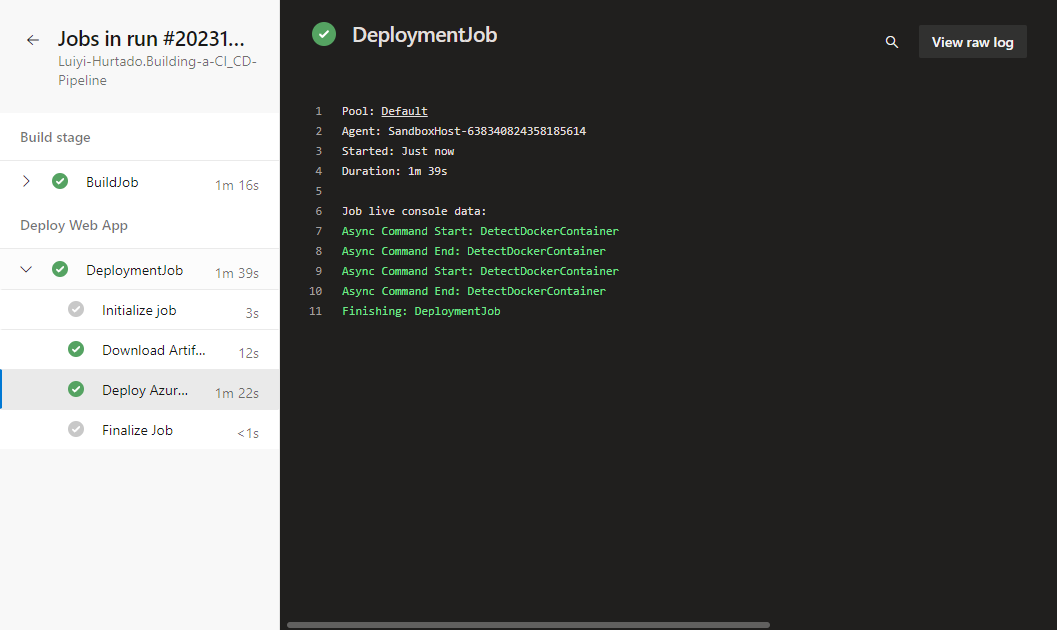 Jobs in run #20231...
Luiyi-Hurtado.Building-a-CI_CD-
Pipeline
Build stage
BuildJob 1m 16s
Deploy Web App
DeploymentJob 1m 39s
Initialize job 3s
Download Artif... 12s
Deploy Azur... 1m 22s
Finalize Job <1s
DeploymentJob
View raw log
1 Pool: Default
2 Agent: SandboxHost-638340824358185614
3 Started: Just now
4 Duration: 1m 39s
5
6 Job live console data:
7 Async Command Start: DetectDockerContainer
8 Async Command End: DetectDockerContainer
9 Async Command Start: DetectDockerContainer
10 Async Command End: DetectDockerContainer
11 Finishing: DeploymentJob